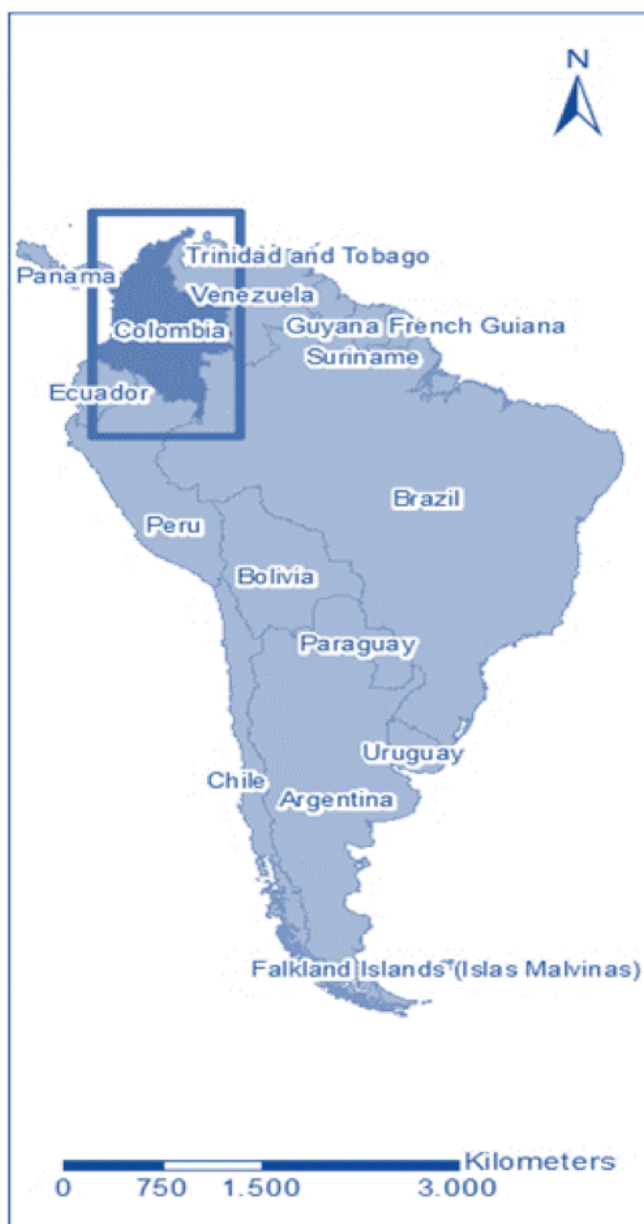 N
Trinidad and Tobago
Panama
Venezuela
Colombia
Guyana French Guiana
Suriname
Ecuador
Brazil
Peru
Bolivia
Paraguay
Uruguay
Chile
Argentina
Falkland Islands (Islas Malvinas)
Kilometers
0 750 1.500 3.000